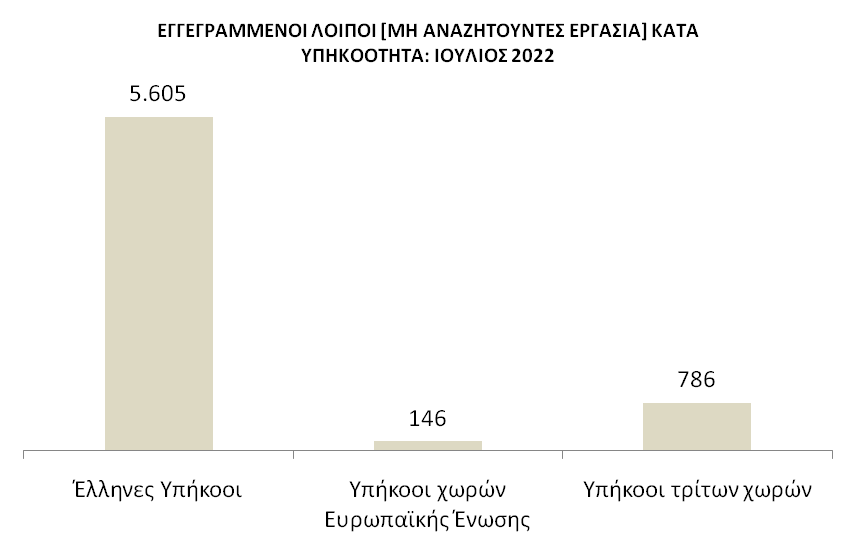 ΕΓΓΕΓΡΑΜΜΕΝΟΙ ΛΟΙΠΟΙ [ΜΗ ΑΝΑΖΗΤΟΥΝΤΕΣ ΕΡΓΑΣΙΑ] ΚΑΤΑ
ΥΠΗΚΟΟΤΗΤΑ: ΙΟΥΛΙΟΣ 2022
5.605
146
786
Έλληνες Υπήκοοι
Υπήκοοι χωρών
Ευρωπαϊκής Ένωσης
Υπήκοοι τρίτων χωρών